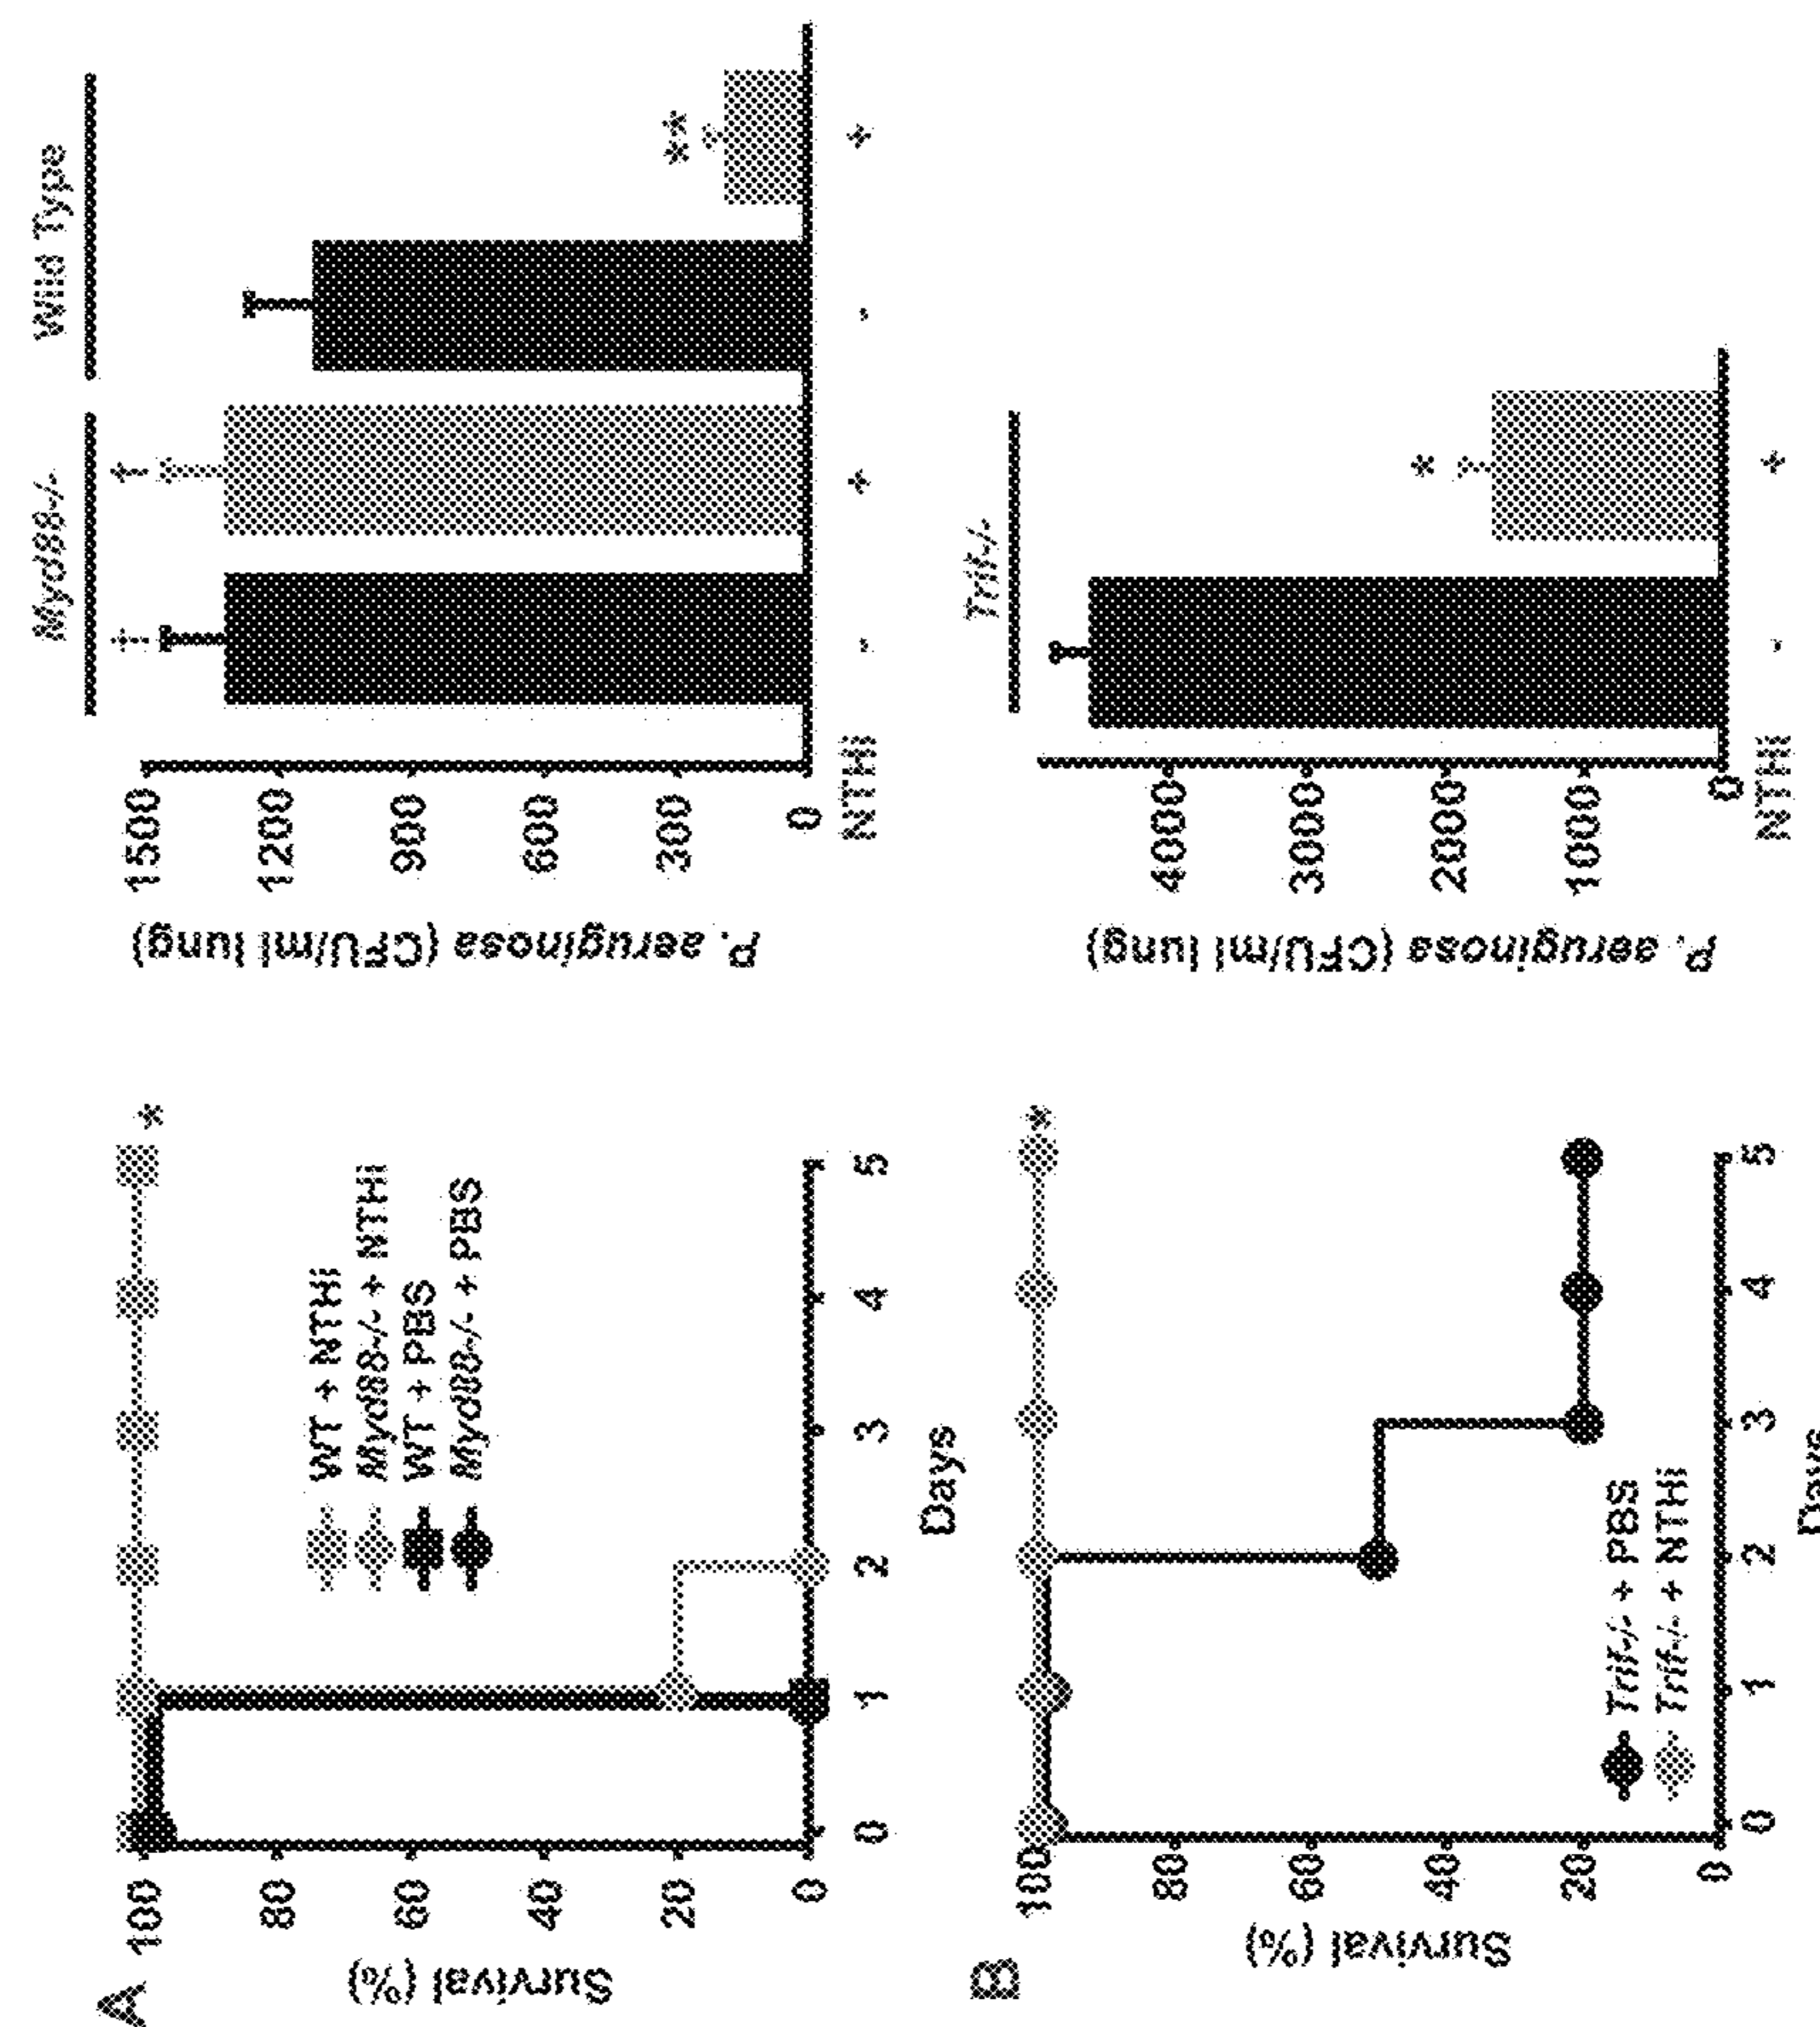 A
Survival (%)
100
80
60
40
20
0
0 1 2 3 4 5
Days
*
WT + NTHi
Myd88-/- + NTHi
WT + PBS
Myd88-/- + PBS
P. aeruginosa (CFU/ml lung)
1500
1200
900
600
300
0
Myd88-/- Wild Type
† † **
NTHi - + - +
B
Survival (%)
100
80
60
40
20
0
0 1 2 3 4 5
Days
*
Trif-/- + PBS
Trif-/- + NTHi
P. aeruginosa (CFU/ml lung)
4000
3000
2000
1000
0
Trif-/-
*
NTHi - +